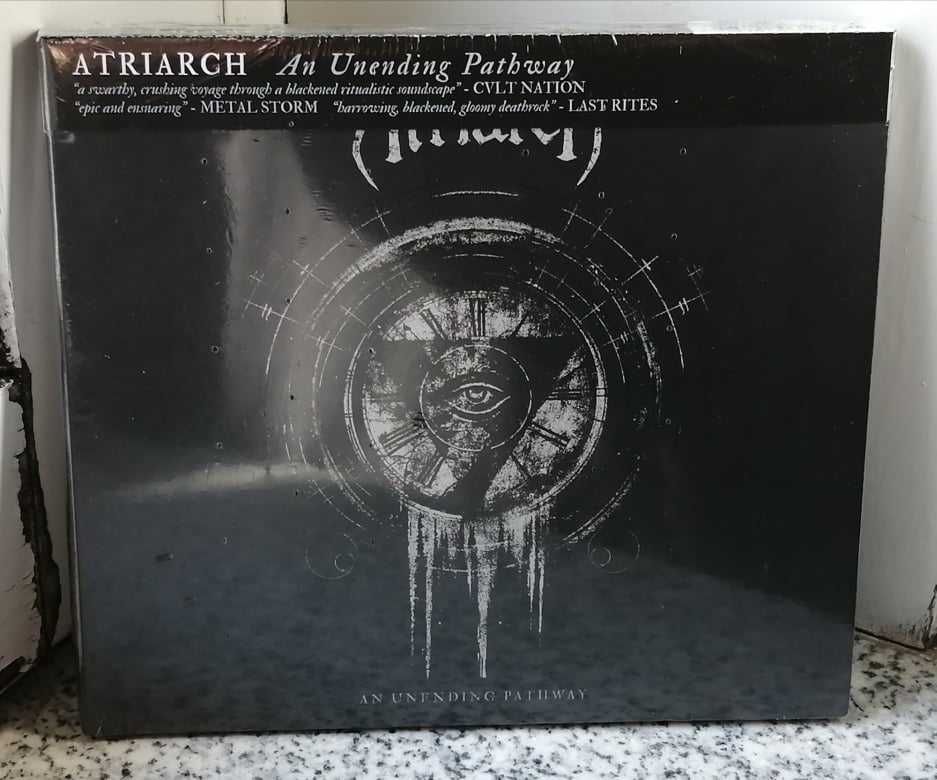 ATRIARCH An Unending Pathway
“a swarthy, crushing voyage through a blackened ritualistic soundscape” - CVLT NATION
“epic and ensnaring” - METAL STORM “harrowing, blackened, gloomy deathrock” - LAST RITES
AN UNENDING PATHWAY